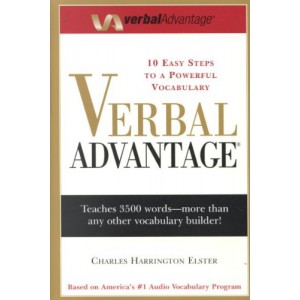 VA verbalAdvantage®
10 EASY STEPS
TO A POWERFUL
VOCABULARY
VERBAL
ADVANTAGE®
Teaches 3500 words—more than
any other vocabulary builder!
CHARLES HARRINGTON ELSTER
Based on America's #1 Audio Vocabulary Program